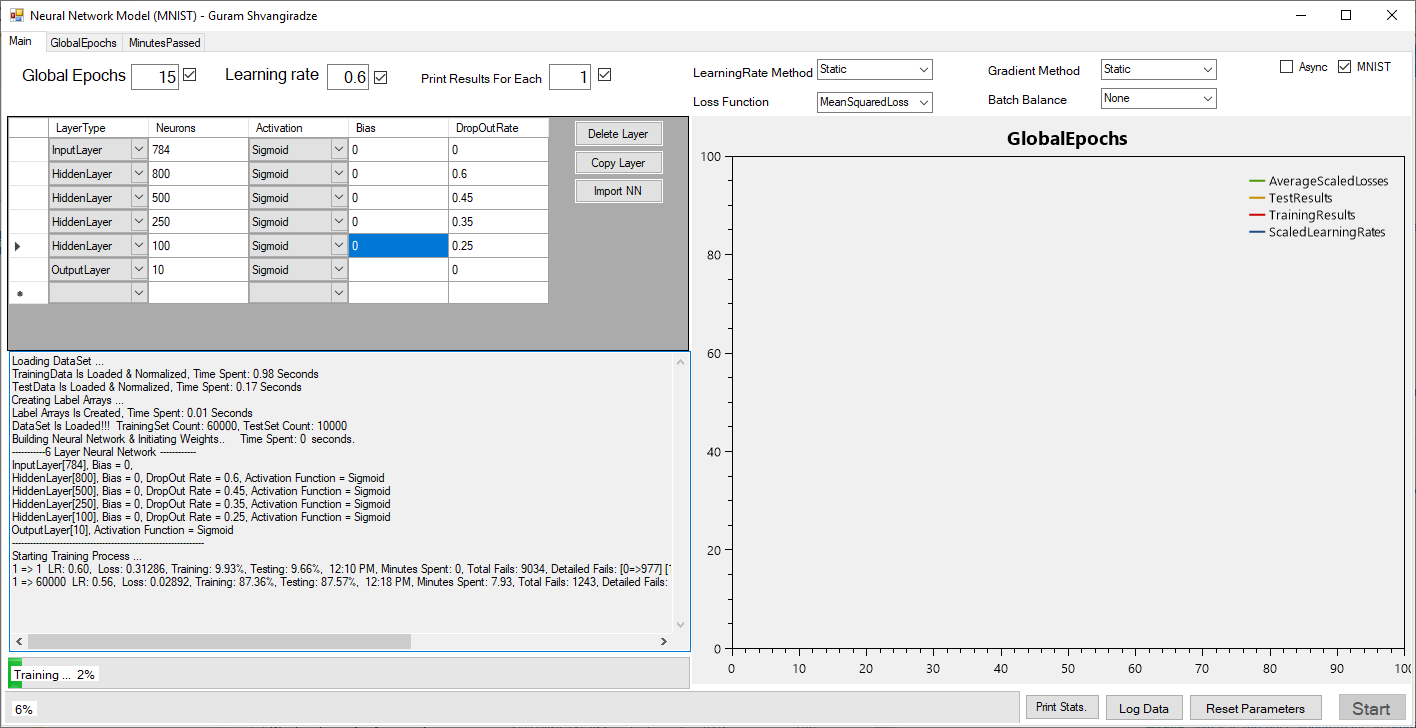 Neural Network Model (MNIST) - Guram Shvangiradze
Main GlobalEpochs MinutesPassed
Global Epochs 15 Learning rate 0.6 Print Results For Each 1
LearningRate Method Static Gradient Method Static Async MNIST
Loss Function MeanSquaredLoss Batch Balance None
LayerType Neurons Activation Bias DropOutRate
InputLayer 784 Sigmoid 0 0
HiddenLayer 800 Sigmoid 0 0.6
HiddenLayer 500 Sigmoid 0 0.45
HiddenLayer 250 Sigmoid 0 0.35
HiddenLayer 100 Sigmoid 0 0.25
OutputLayer 10 Sigmoid 0
Delete Layer
Copy Layer
Import NN
Loading DataSet ...
TrainingData Is Loaded & Normalized, Time Spent: 0.98 Seconds
TestData Is Loaded & Normalized, Time Spent: 0.17 Seconds
Creating Label Arrays ...
Label Arrays Is Created, Time Spent: 0.01 Seconds
DataSet Is Loaded!!! TrainingSet Count: 60000, TestSet Count: 10000
Building Neural Network & Initiating Weights.. Time Spent: 0 seconds.
-----------6 Layer Neural Network ------------
InputLayer[784], Bias = 0,
HiddenLayer[800], Bias = 0, DropOut Rate = 0.6, Activation Function = Sigmoid
HiddenLayer[500], Bias = 0, DropOut Rate = 0.45, Activation Function = Sigmoid
HiddenLayer[250], Bias = 0, DropOut Rate = 0.35, Activation Function = Sigmoid
HiddenLayer[100], Bias = 0, DropOut Rate = 0.25, Activation Function = Sigmoid
OutputLayer[10], Activation Function = Sigmoid
----------------------------------------------------------------
Starting Training Process ...
1 => 1 LR: 0.60, Loss: 0.31286, Training: 9.93%, Testing: 9.66%, 12:10 PM, Minutes Spent: 0, Total Fails: 9034, Detailed Fails: [0=>977] [1
1 => 60000 LR: 0.56, Loss: 0.02892, Training: 87.36%, Testing: 87.57%, 12:18 PM, Minutes Spent: 7.93, Total Fails: 1243, Detailed Fails:
Training ... 2%
6%
GlobalEpochs
AverageScaledLosses
TestResults
TrainingResults
ScaledLearningRates
100
80
60
40
20
0
0 10 20 30 40 50 60 70 80 90 100
Print Stats. Log Data Reset Parameters Start